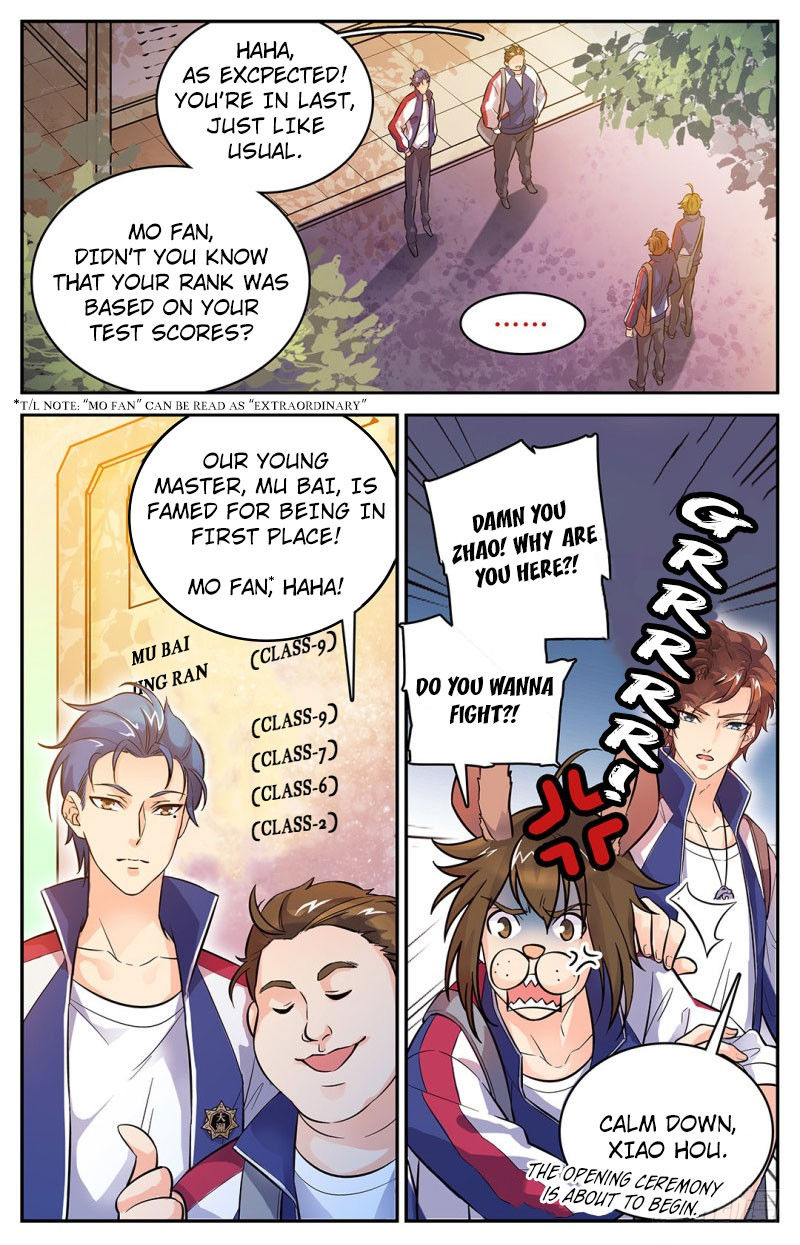 HAHA,
AS EXCPECTED!
YOU'RE IN LAST,
JUST LIKE
USUAL.
MO FAN,
DIDN'T YOU KNOW
THAT YOUR RANK WAS
BASED ON YOUR
TEST SCORES?
......
*T/L NOTE: "MO FAN" CAN BE READ AS "EXTRAORDINARY"
OUR YOUNG
MASTER, MU BAI, IS
FAMED FOR BEING IN
FIRST PLACE!
MO FAN,* HAHA!
MU BAI (CLASS-9)
ING RAN
(CLASS-9)
(CLASS-7)
(CLASS-6)
(CLASS-2)
大瀾
DAMN YOU
ZHAO! WHY ARE
YOU HERE?!
DO YOU WANNA
FIGHT?!
GRRRRR!
CALM DOWN,
XIAO HOU.
THE OPENING CEREMONY
IS ABOUT TO BEGIN.